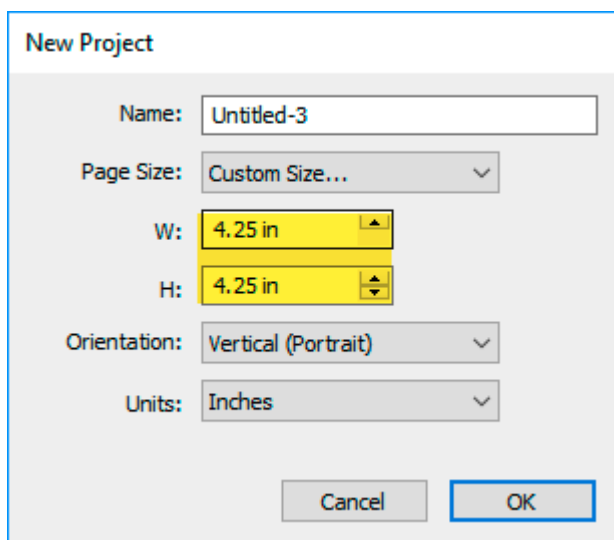 New Project
Name: Untitled-3
Page Size: Custom Size...
W: 4.25 in
H: 4.25 in
Orientation: Vertical (Portrait)
Units: Inches
Cancel OK